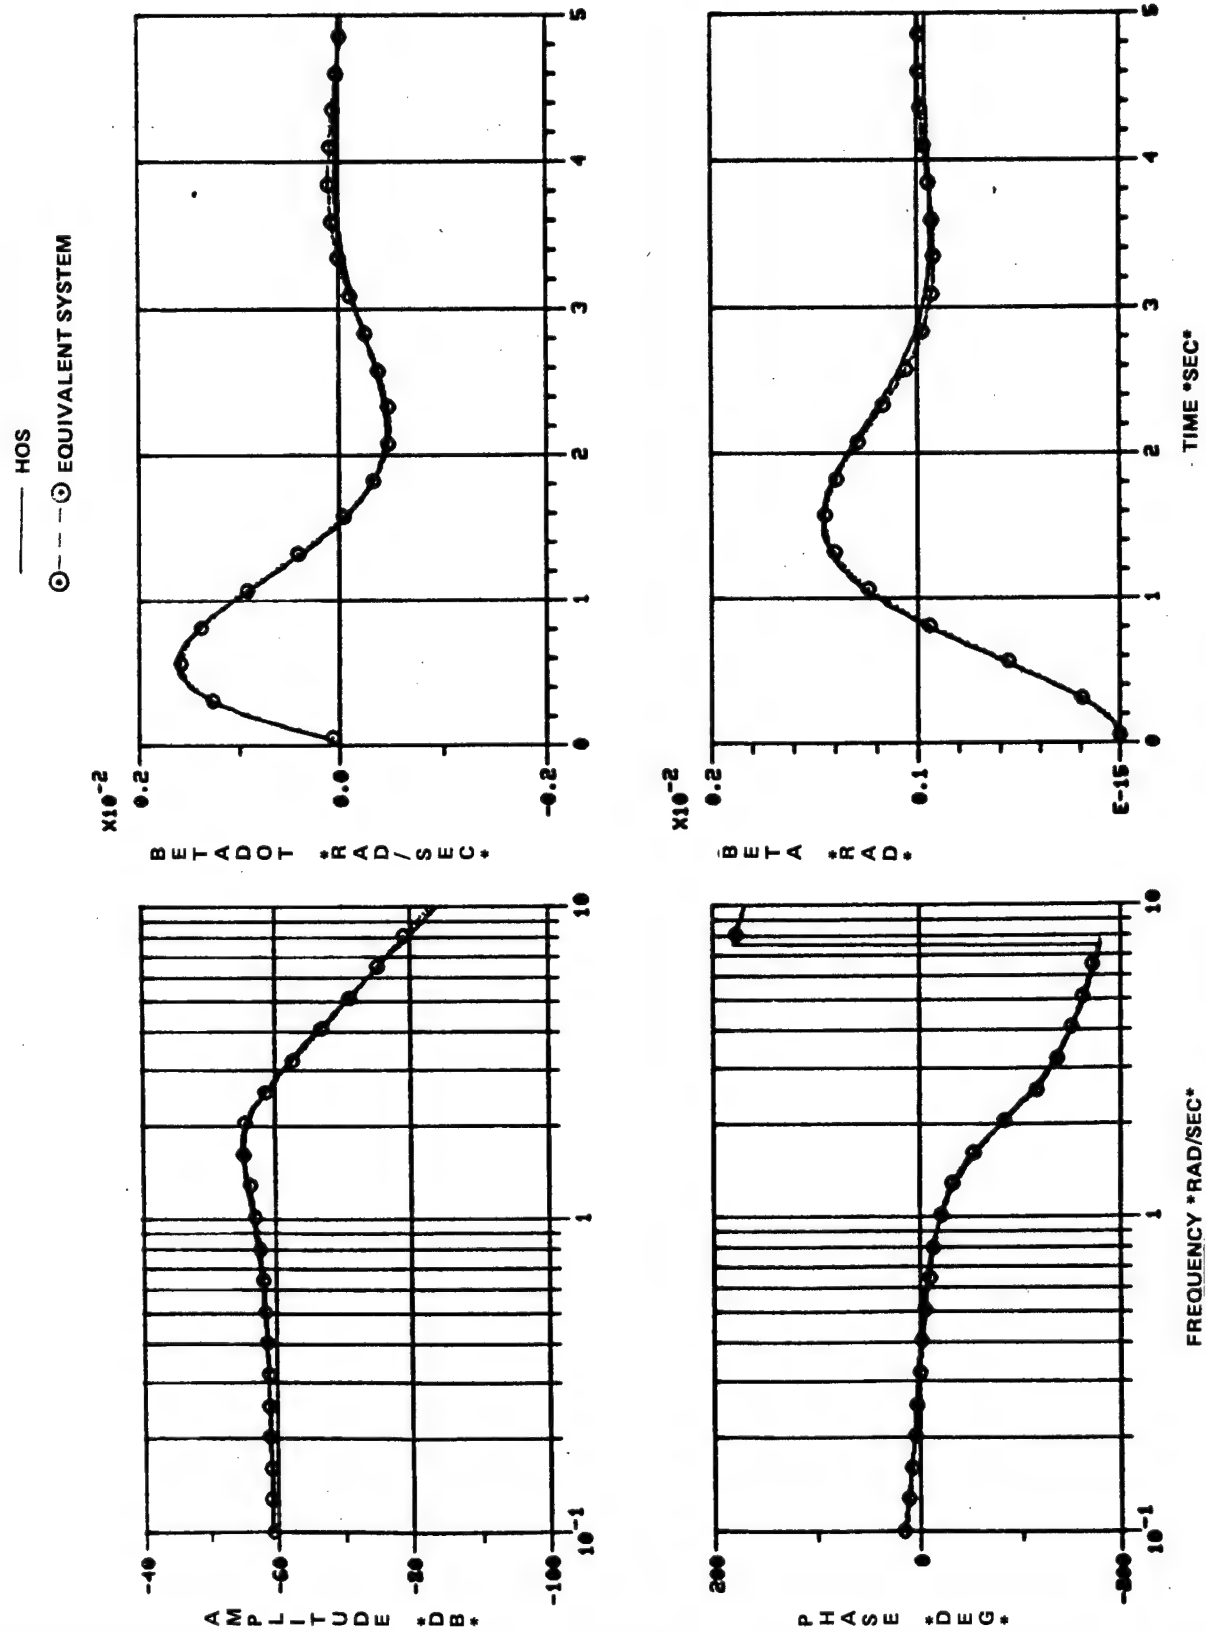 HOS
EQUIVALENT SYSTEM
AMPLITUDE *DB*
-40
-60
-80
-100
10-1
1
10
BETADOT *RAD/SEC*
X10-2
0.2
0.0
-0.2
0
1
2
3
4
5
PHASE *DEG*
200
0
-200
10-1
1
10
FREQUENCY *RAD/SEC*
BETA *RAD*
X10-2
0.2
0.1
E-15
0
1
2
3
4
5
TIME *SEC*